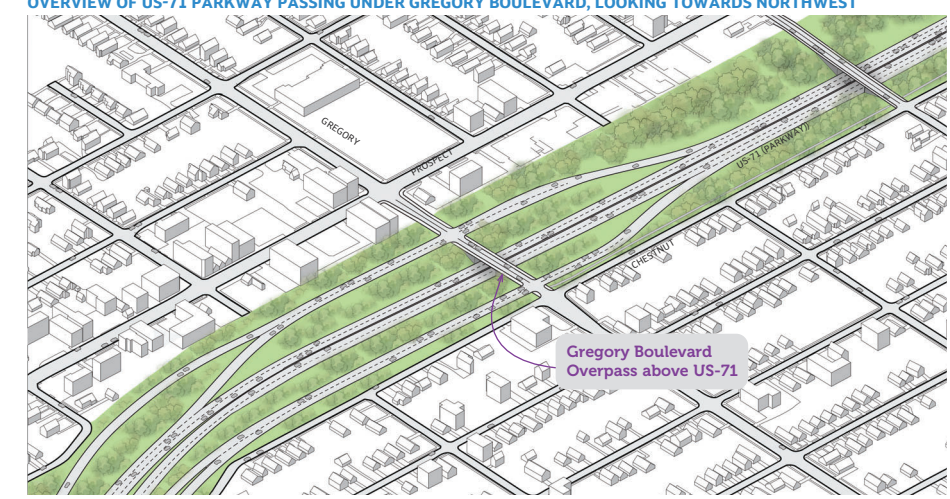 OVERVIEW OF US-71 PARKWAY PASSING UNDER GREGORY BOULEVARD, LOOKING TOWARDS NORTHWEST
GREGORY
PROSPECT
US-71 (PARKWAY))
CHESTNUT
Gregory Boulevard
Overpass above US-71